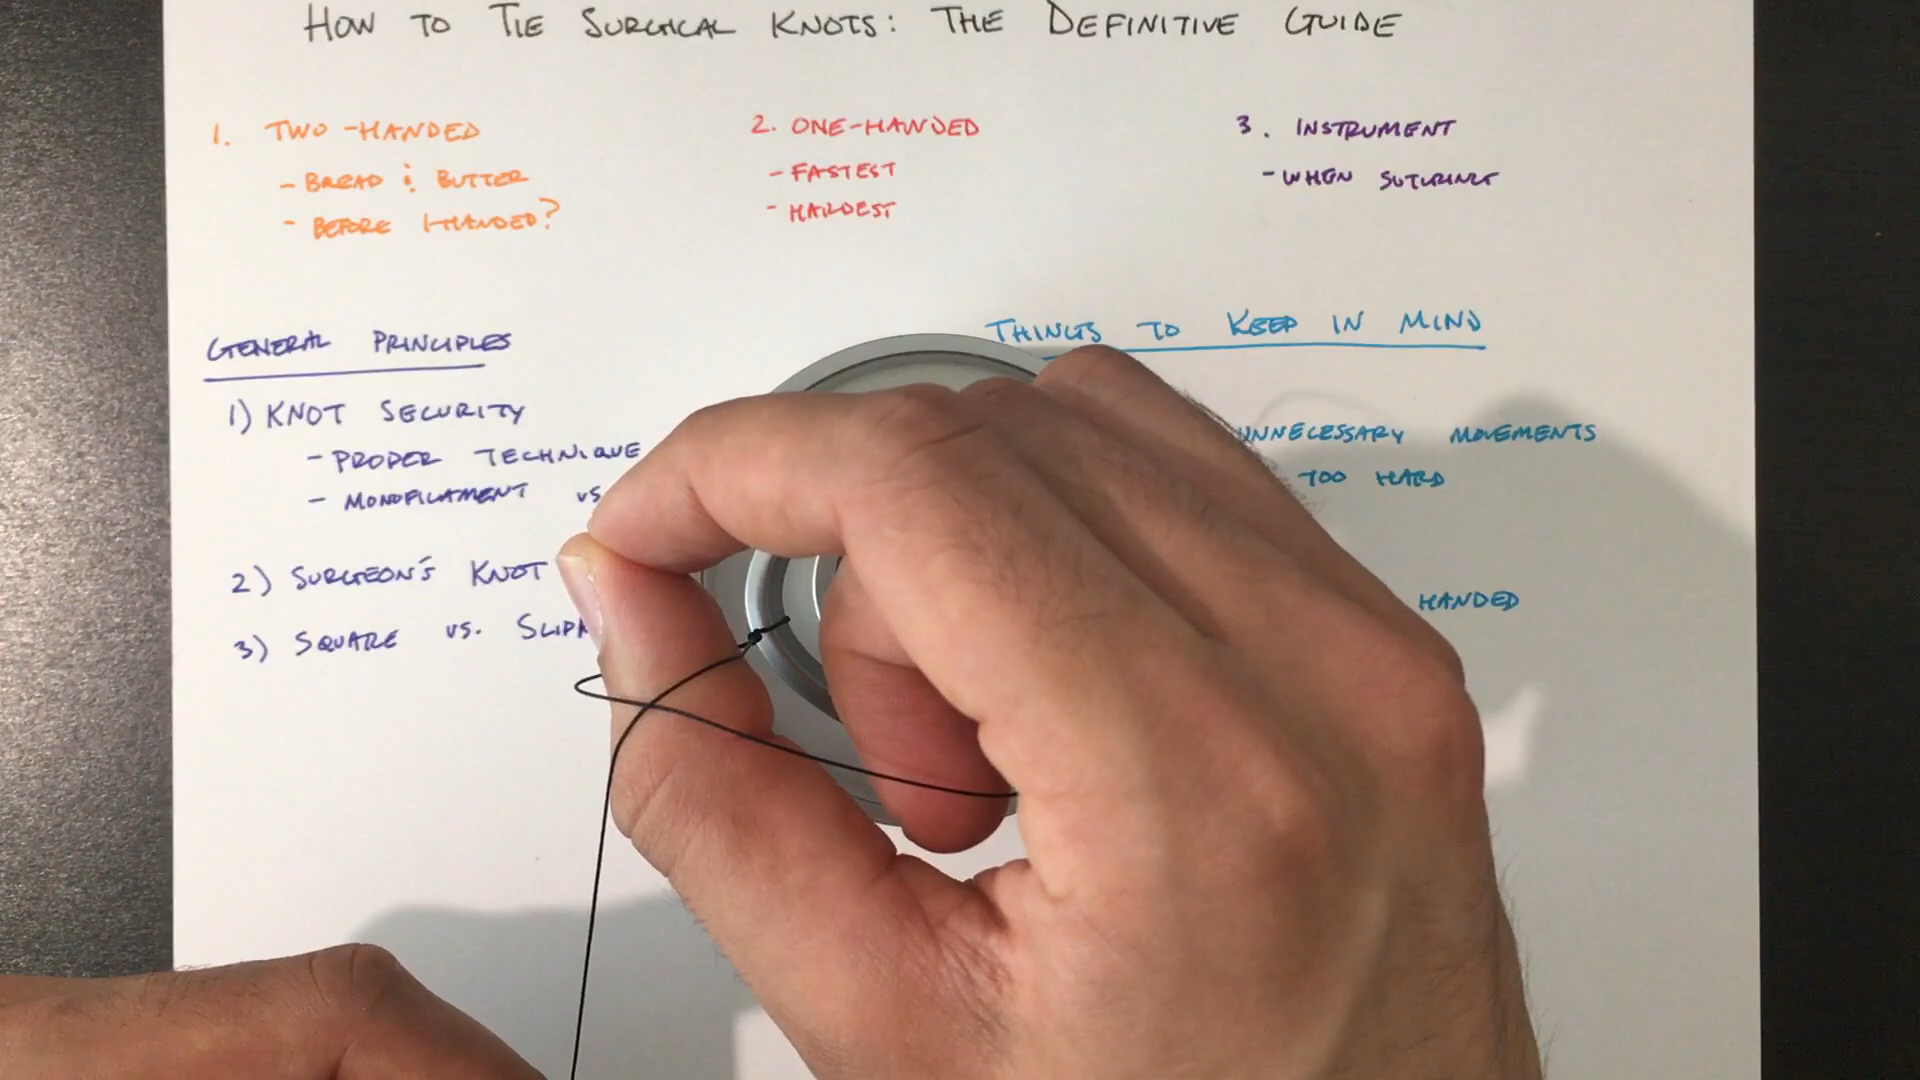 HOW TO TIE SURGICAL KNOTS: THE DEFINITIVE GUIDE
1. TWO-HANDED
- BREAD & BUTTER
- BEFORE 1-HANDED?
2. ONE-HANDED
- FASTEST
- HARDEST
3. INSTRUMENT
- WHEN SUTURING
GENERAL PRINCIPLES
1) KNOT SECURITY
- PROPER TECHNIQUE
- MONOFILAMENT VS
2) SURGEON'S KNOT
3) SQUARE VS. SLIP
THINGS TO KEEP IN MIND
UNNECESSARY MOVEMENTS
TOO HARD
HANDED